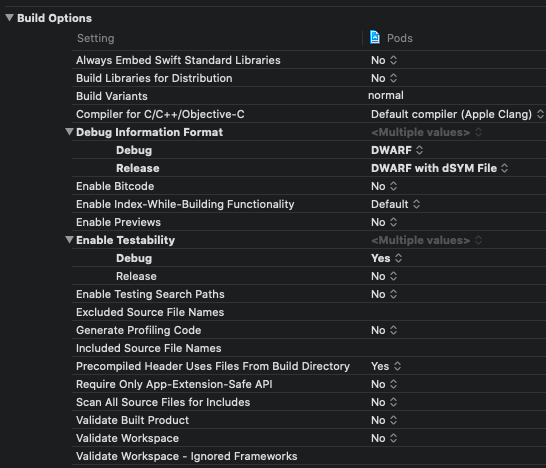 Build Options
Setting Pods
Always Embed Swift Standard Libraries No
Build Libraries for Distribution No
Build Variants normal
Compiler for C/C++/Objective-C Default compiler (Apple Clang)
Debug Information Format <Multiple values>
Debug DWARF
Release DWARF with dSYM File
Enable Bitcode No
Enable Index-While-Building Functionality Default
Enable Previews No
Enable Testability <Multiple values>
Debug Yes
Release No
Enable Testing Search Paths No
Excluded Source File Names
Generate Profiling Code No
Included Source File Names
Precompiled Header Uses Files From Build Directory Yes
Require Only App-Extension-Safe API No
Scan All Source Files for Includes No
Validate Built Product No
Validate Workspace No
Validate Workspace - Ignored Frameworks